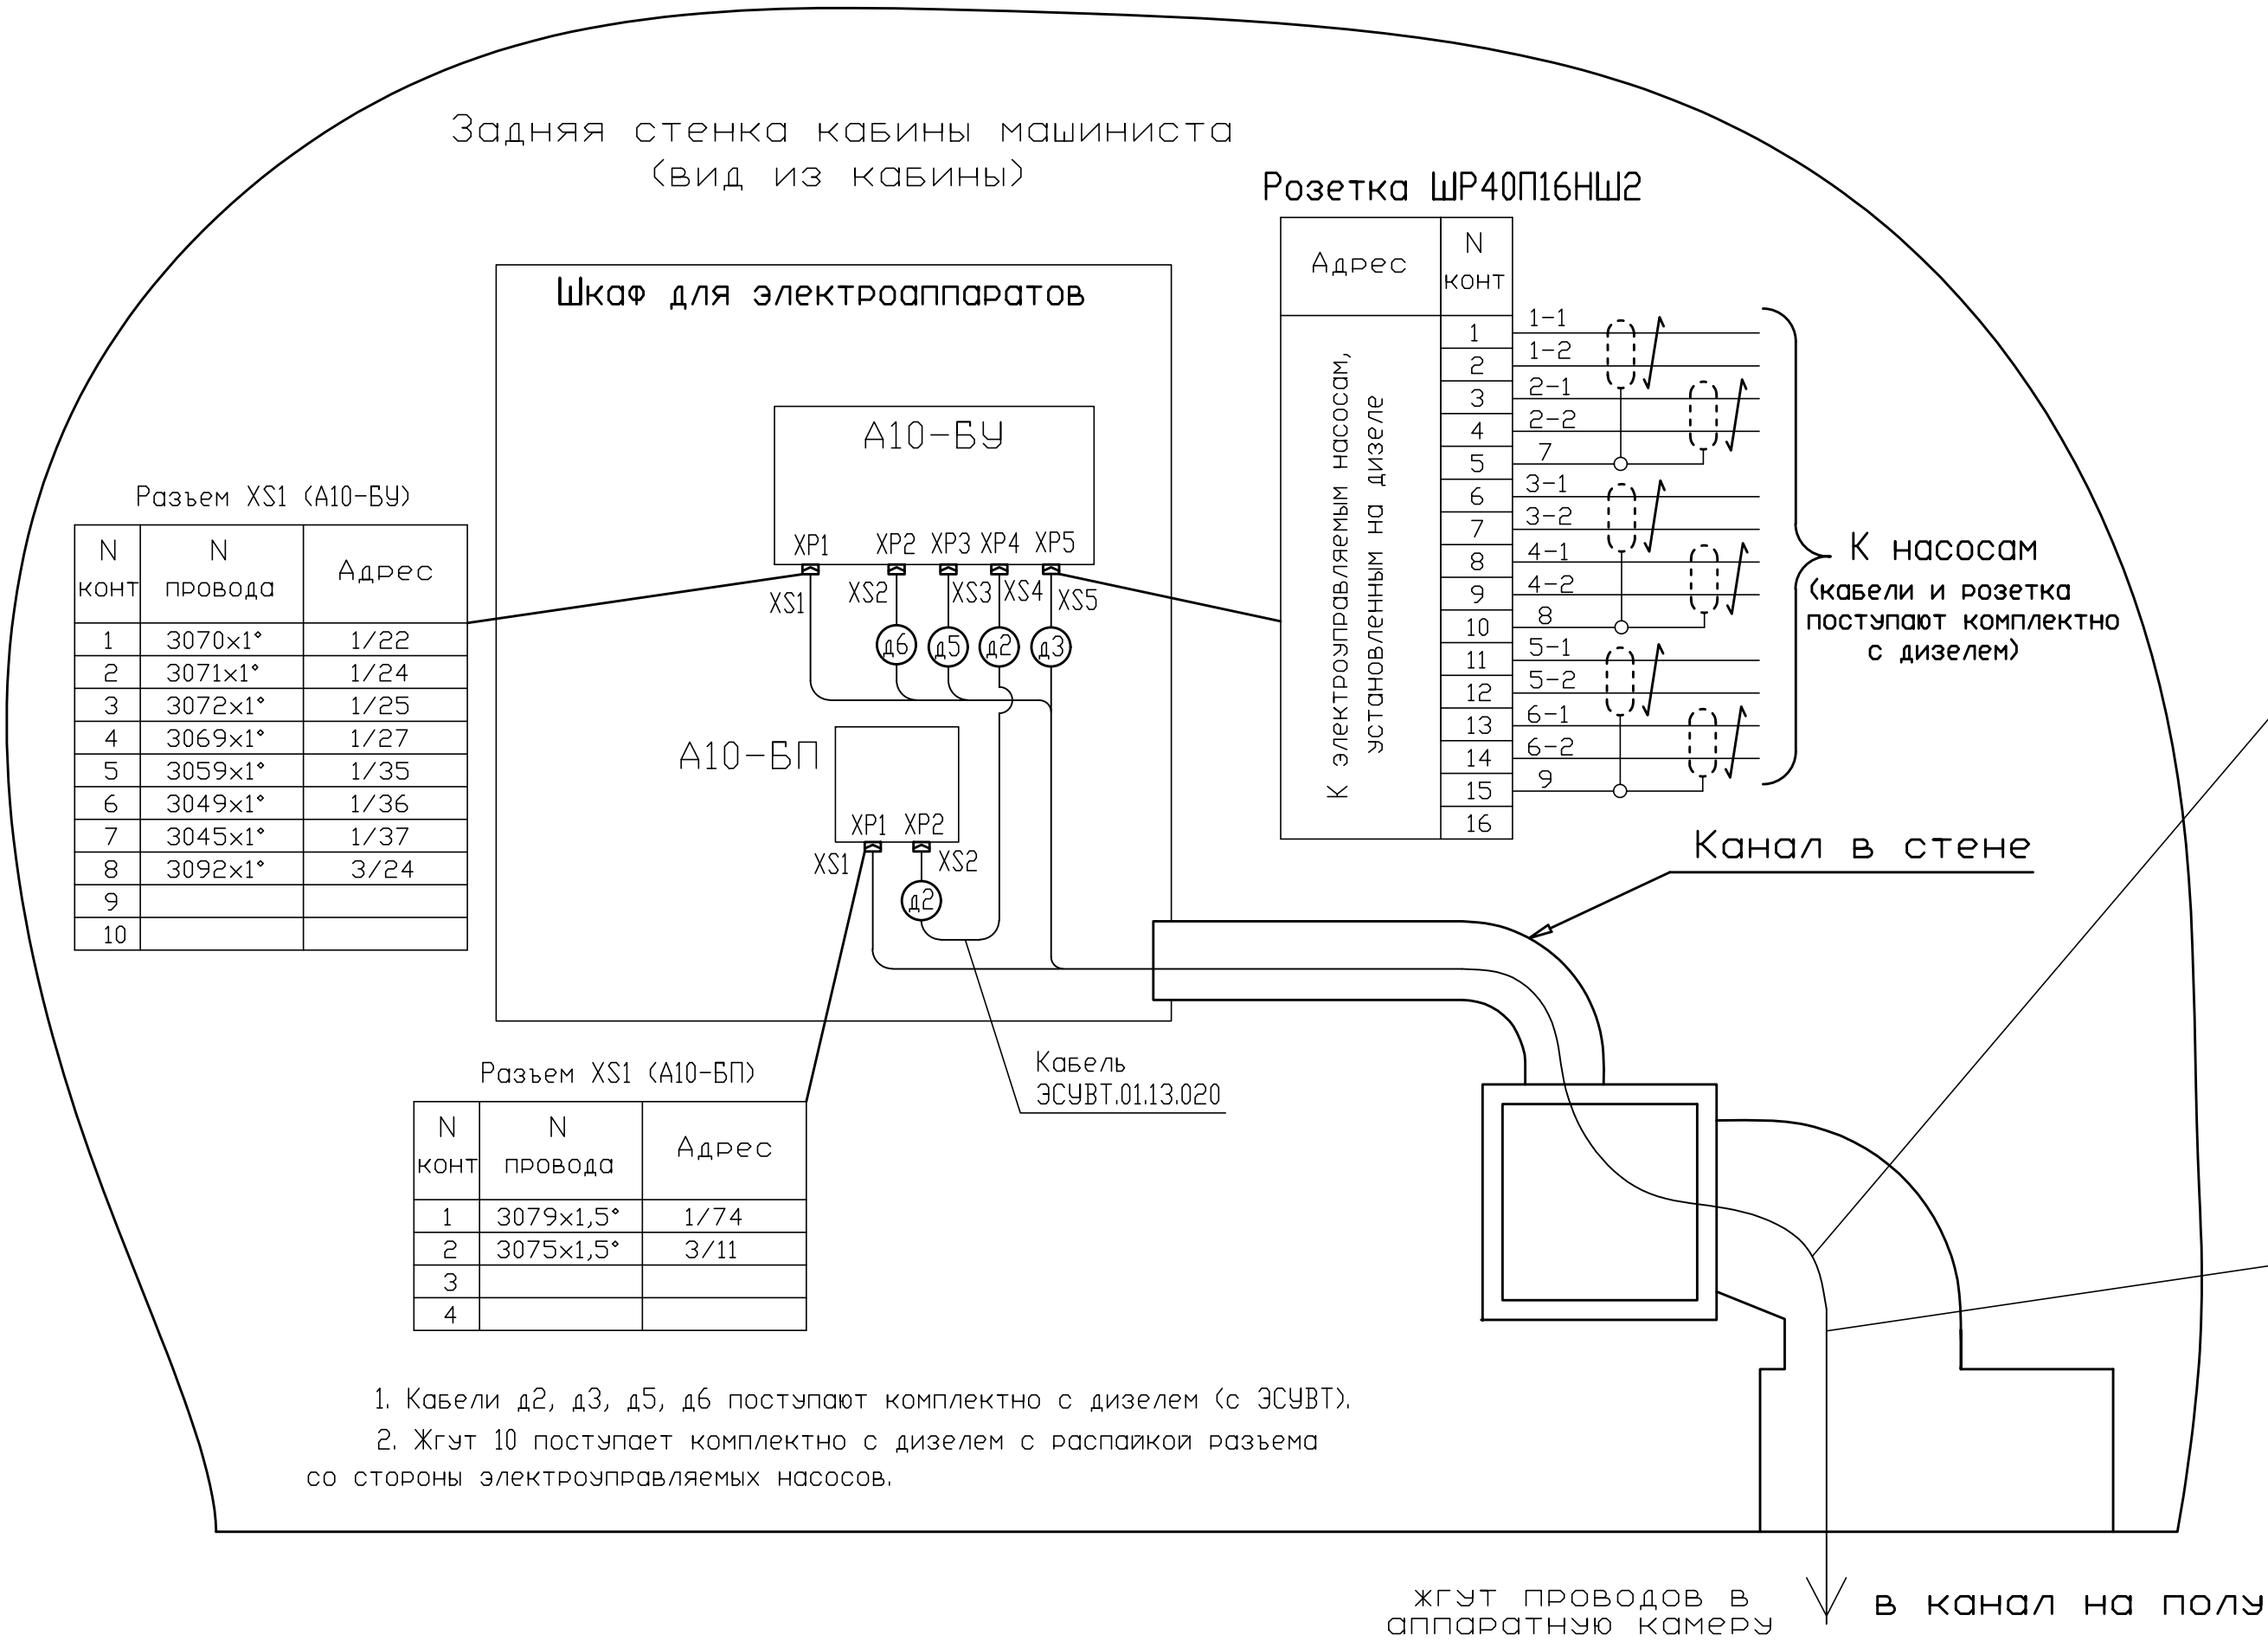 Задняя стенка кабины машиниста
(вид из кабины)
Розетка ШР40П16НШ2
Адрес
N
конт
К электроуправляемым насосам,
установленным на дизеле
1 1-1
2 1-2
3 2-1
4 2-2
5 7
6 3-1
7 3-2
8 4-1
9 4-2
10 8
11 5-1
12 5-2
13 6-1
14 6-2
15 9
16
К насосам
(кабели и розетка
поступают комплектно
с дизелем)
Шкаф для электроаппаратов
А10-БУ
XP1 XP2 XP3 XP4 XP5
XS1 XS2 XS3 XS4 XS5
д6 д5 д2 д3
А10-БП
XP1 XP2
XS1 XS2
д2
Разъем XS1 (А10-БУ)
N
конт
N
провода
Адрес
1 3070х1° 1/22
2 3071х1° 1/24
3 3072х1° 1/25
4 3069х1° 1/27
5 3059х1° 1/35
6 3049х1° 1/36
7 3045х1° 1/37
8 3092х1° 3/24
9
10
Канал в стене
Кабель
ЭСУВТ.01.13.020
Разъем XS1 (А10-БП)
N
конт
N
провода
Адрес
1 3079х1,5° 1/74
2 3075х1,5° 3/11
3
4
1. Кабели д2, д3, д5, д6 поступают комплектно с дизелем (с ЭСУВТ).
2. Жгут 10 поступает комплектно с дизелем с распайкой разъема
со стороны электроуправляемых насосов.
жгут проводов в
аппаратную камеру
в канал на полу